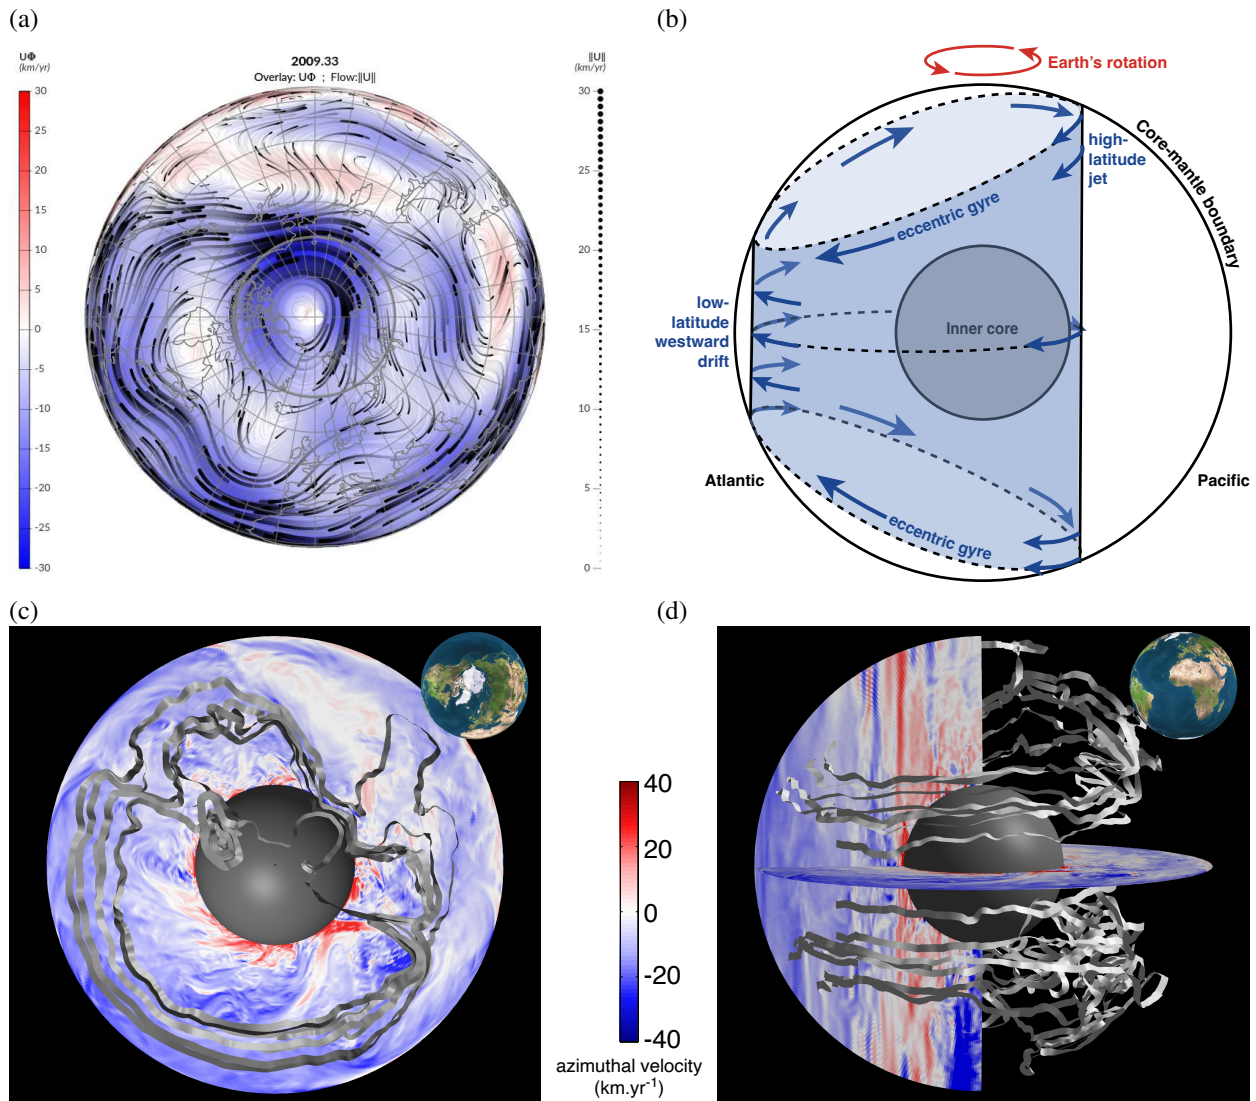 (a)
UΦ
(km/yr)
2009.33
Overlay: UΦ ; Flow:||U||
||U||
(km/yr)
30
25
20
15
10
5
0
-5
-10
-15
-20
-25
-30
30
25
20
15
10
5
0
(b)
Earth's rotation
Core-mantle boundary
high-
latitude
jet
eccentric gyre
low-
latitude
westward
drift
Inner core
Atlantic
Pacific
eccentric gyre
(c)
(d)
40
20
0
-20
-40
azimuthal velocity
(km.yr⁻¹)